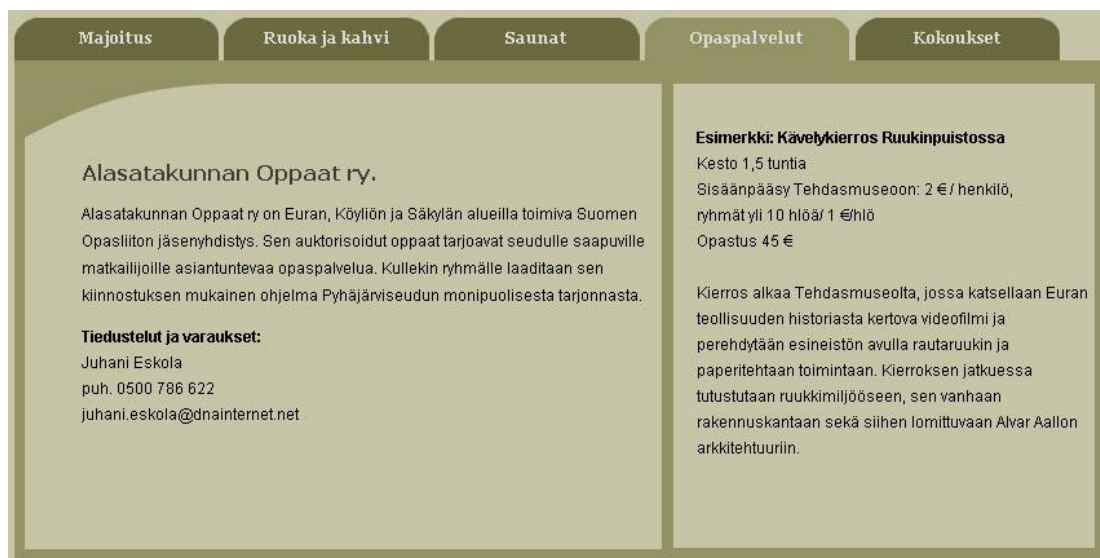 Majoitus
Ruoka ja kahvi
Saunat
Opaspalvelut
Kokoukset
Alasatakunnan Oppaat ry.
Alasatakunnan Oppaat ry on Euran, Köyliön ja Säkylän alueilla toimiva Suomen
Opasliiton jäsenyhdistys. Sen auktorisoidut oppaat tarjoavat seudulle saapuville
matkailijoille asiantuntevaa opaspalvelua. Kullekin ryhmälle laaditaan sen
kiinnostuksen mukainen ohjelma Pyhäjärviseudun monipuolisesta tarjonnasta.
Tiedustelut ja varaukset:
Juhani Eskola
puh. 0500 786 622
juhani.eskola@dnainternet.net
Esimerkki: Kävelykierros Ruukinpuistossa
Kesto 1,5 tuntia
Sisäänpääsy Tehdasmuseoon: 2 € / henkilö,
ryhmät yli 10 hlöä/ 1 €/hlö
Opastus 45 €
Kierros alkaa Tehdasmuseolta, jossa katsellaan Euran
teollisuuden historiasta kertova videofilmi ja
perehdytään esineistön avulla rautaruukin ja
paperitehtaan toimintaan. Kierroksen jatkuessa
tutustutaan ruukkimiljööseen, sen vanhaan
rakennuskantaan sekä siihen lomittuvaan Alvar Aallon
arkkitehtuuriin.